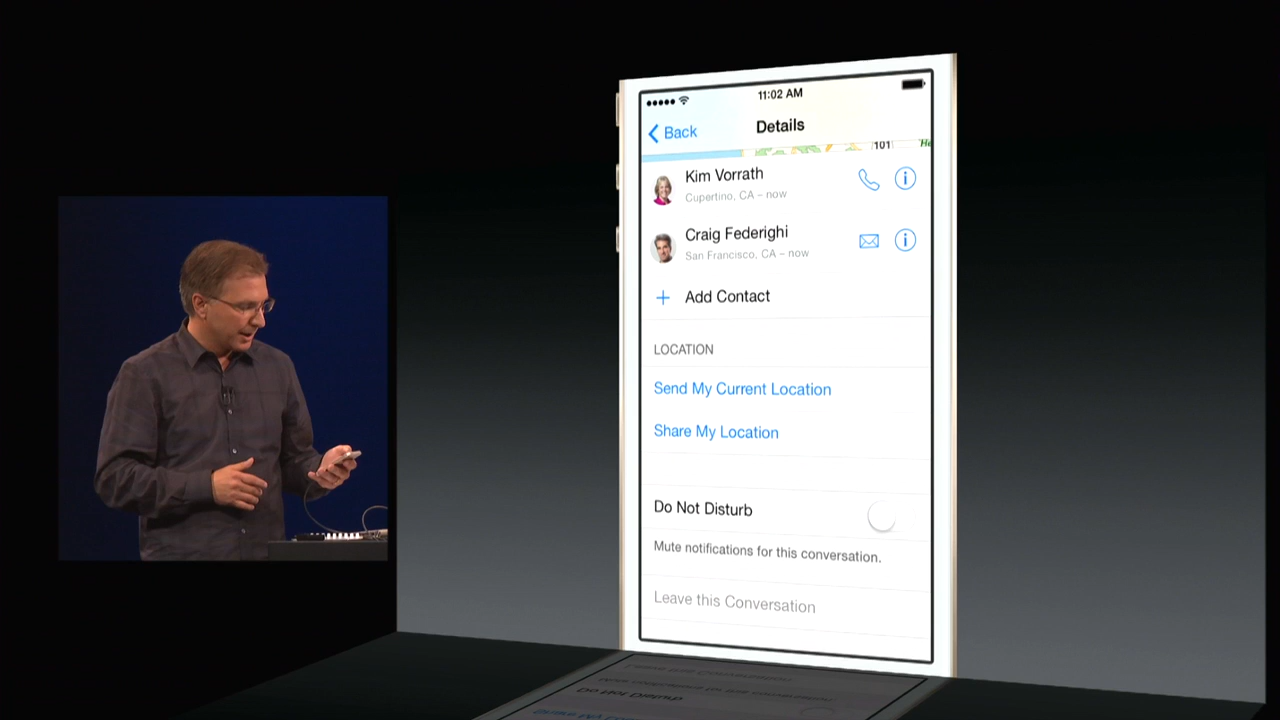 11:02 AM
Back
Details
101
He
Kim Vorrath
Cupertino, CA – now
Craig Federighi
San Francisco, CA – now
+ Add Contact
LOCATION
Send My Current Location
Share My Location
Do Not Disturb
Mute notifications for this conversation.
Leave this Conversation